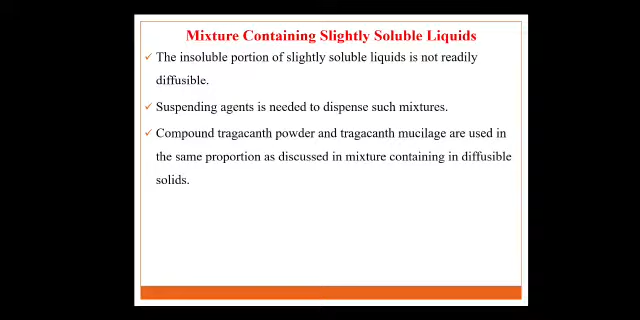 Mixture Containing Slightly Soluble Liquids
✓ The insoluble portion of slightly soluble liquids is not readily
diffusible.
✓ Suspending agents is needed to dispense such mixtures.
✓ Compound tragacanth powder and tragacanth mucilage are used in
the same proportion as discussed in mixture containing in diffusible
solids.